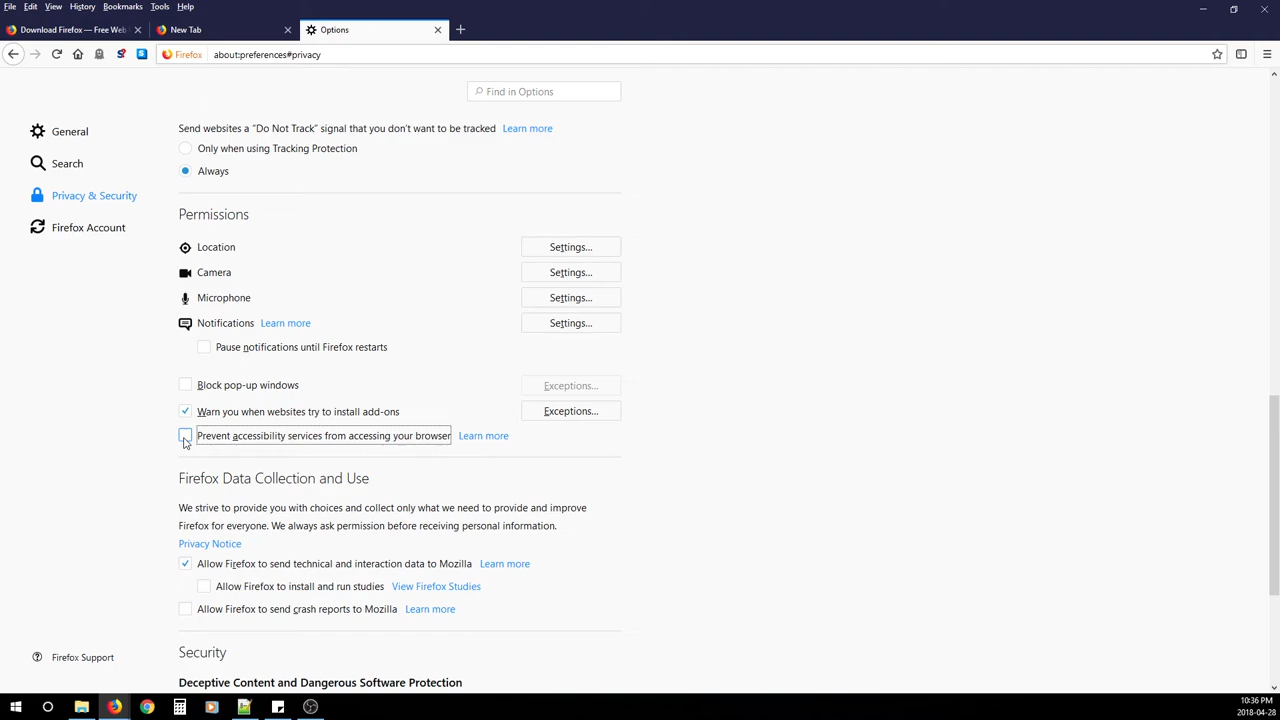 File Edit View History Bookmarks Tools Help
Download Firefox — Free Web
New Tab
Options
Firefox
about:preferences#privacy
Find in Options
General
Search
Privacy & Security
Firefox Account
Send websites a “Do Not Track” signal that you don’t want to be tracked Learn more
Only when using Tracking Protection
Always
Permissions
Location Settings...
Camera Settings...
Microphone Settings...
Notifications Learn more Settings...
Pause notifications until Firefox restarts
Block pop-up windows Exceptions...
Warn you when websites try to install add-ons Exceptions...
Prevent accessibility services from accessing your browser Learn more
Firefox Data Collection and Use
We strive to provide you with choices and collect only what we need to provide and improve
Firefox for everyone. We always ask permission before receiving personal information.
Privacy Notice
Allow Firefox to send technical and interaction data to Mozilla Learn more
Allow Firefox to install and run studies View Firefox Studies
Allow Firefox to send crash reports to Mozilla Learn more
Security
Deceptive Content and Dangerous Software Protection
Firefox Support
10:36 PM
2018-04-28